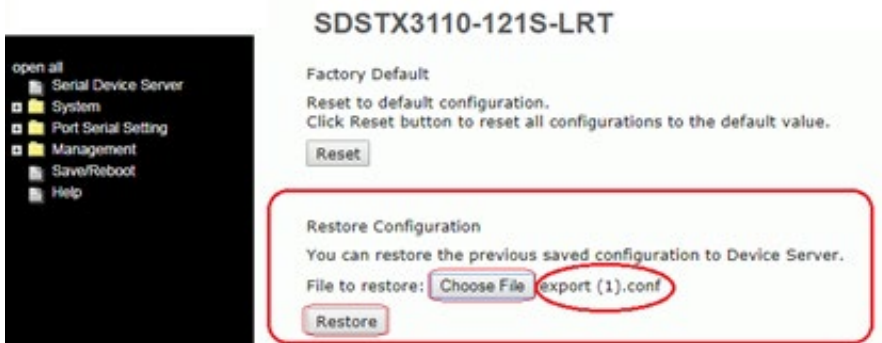 SDSTX3110-121S-LRT
open all
Serial Device Server
System
Port Serial Setting
Management
Save/Reboot
Help
Factory Default
Reset to default configuration.
Click Reset button to reset all configurations to the default value.
Reset
Restore Configuration
You can restore the previous saved configuration to Device Server.
File to restore: Choose File export (1).conf
Restore